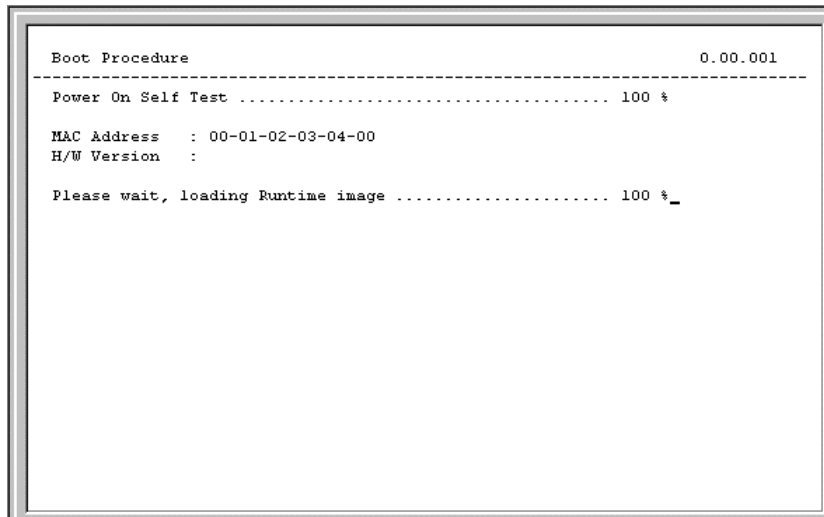 Boot Procedure 0.00.001
-------------------------------------------------------------------------------
Power On Self Test ...................................... 100 %
MAC Address : 00-01-02-03-04-00
H/W Version :
Please wait, loading Runtime image ...................... 100 %_